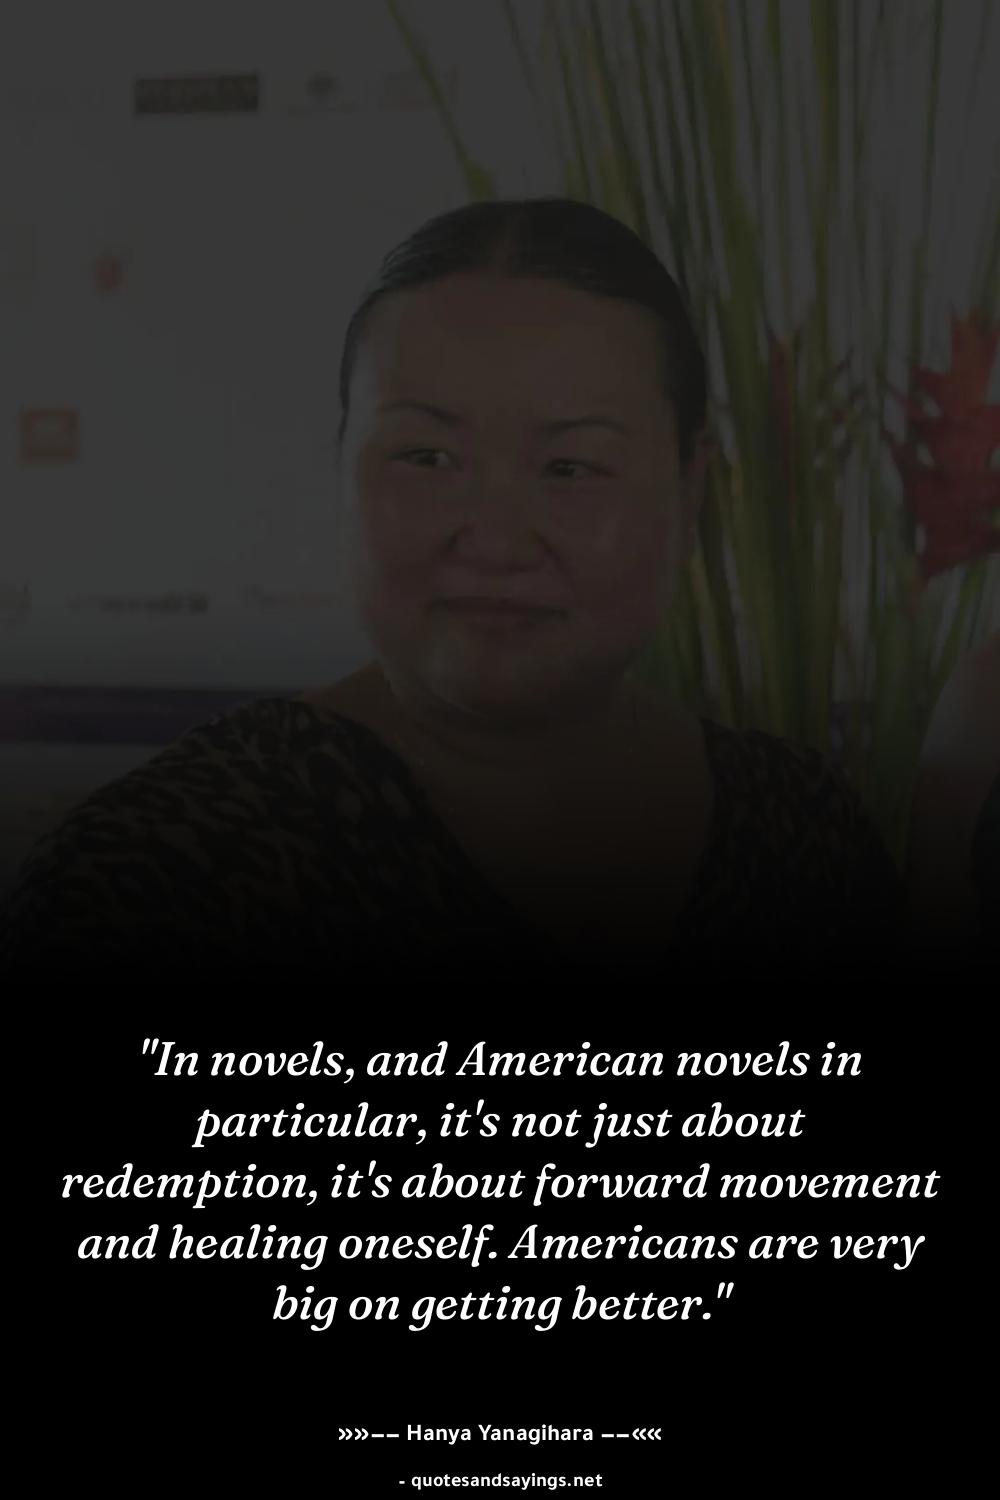 "In novels, and American novels in
particular, it's not just about
redemption, it's about forward movement
and healing oneself. Americans are very
big on getting better."
»»−− Hanya Yanagihara −−««
- quotesandsayings.net